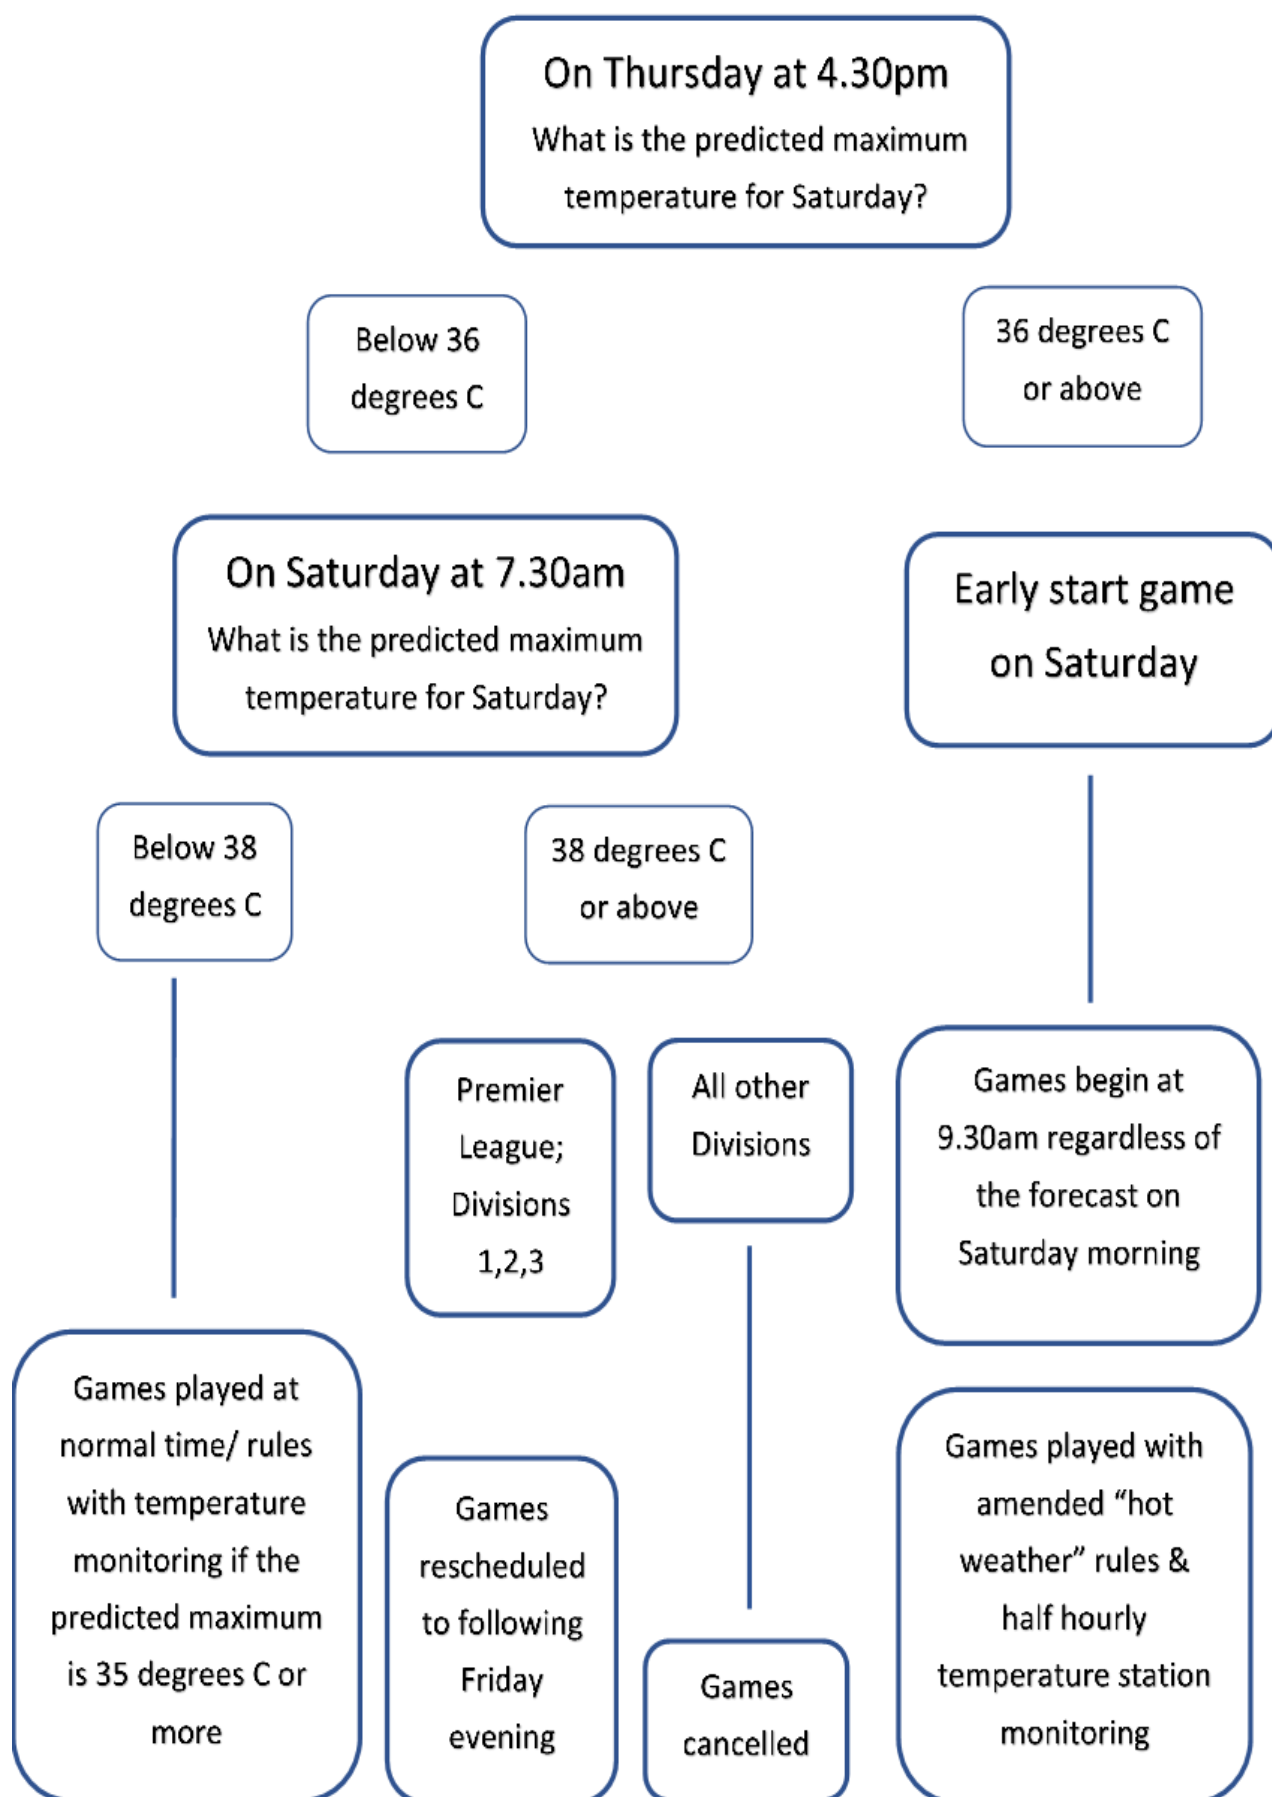 On Thursday at 4.30pm
What is the predicted maximum
temperature for Saturday?
Below 36
degrees C
36 degrees C
or above
On Saturday at 7.30am
What is the predicted maximum
temperature for Saturday?
Early start game
on Saturday
Below 38
degrees C
38 degrees C
or above
Premier
League;
Divisions
1,2,3
All other
Divisions
Games begin at
9.30am regardless of
the forecast on
Saturday morning
Games played at
normal time/ rules
with temperature
monitoring if the
predicted maximum
is 35 degrees C or
more
Games
rescheduled
to following
Friday
evening
Games
cancelled
Games played with
amended “hot
weather” rules &
half hourly
temperature station
monitoring